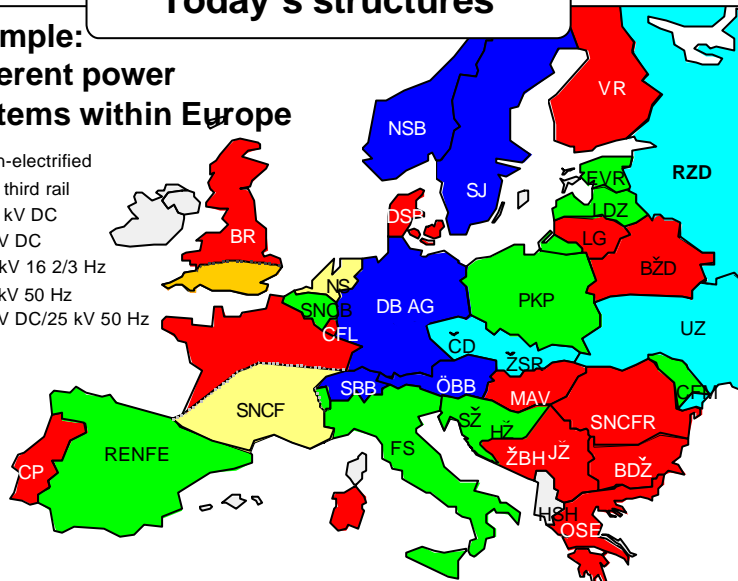 Today's structures
mple:
erent power
tems within Europe
n-electrified
third rail
kV DC
V DC
kV 16 2/3 Hz
kV 50 Hz
V DC/25 kV 50 Hz
VR
NSB
SJ
RZD
EVR
LDZ
DSB
LG
BR
BŽD
NS
SNCB
DB AG
PKP
CFL
UZ
ČD
ŽSR
SBB
ÖBB
CFM
MAV
SNCF
SŽ
HŽ
SNCFR
RENFE
FS
ŽBH
JŽ
BDŽ
CP
HSH
OSE